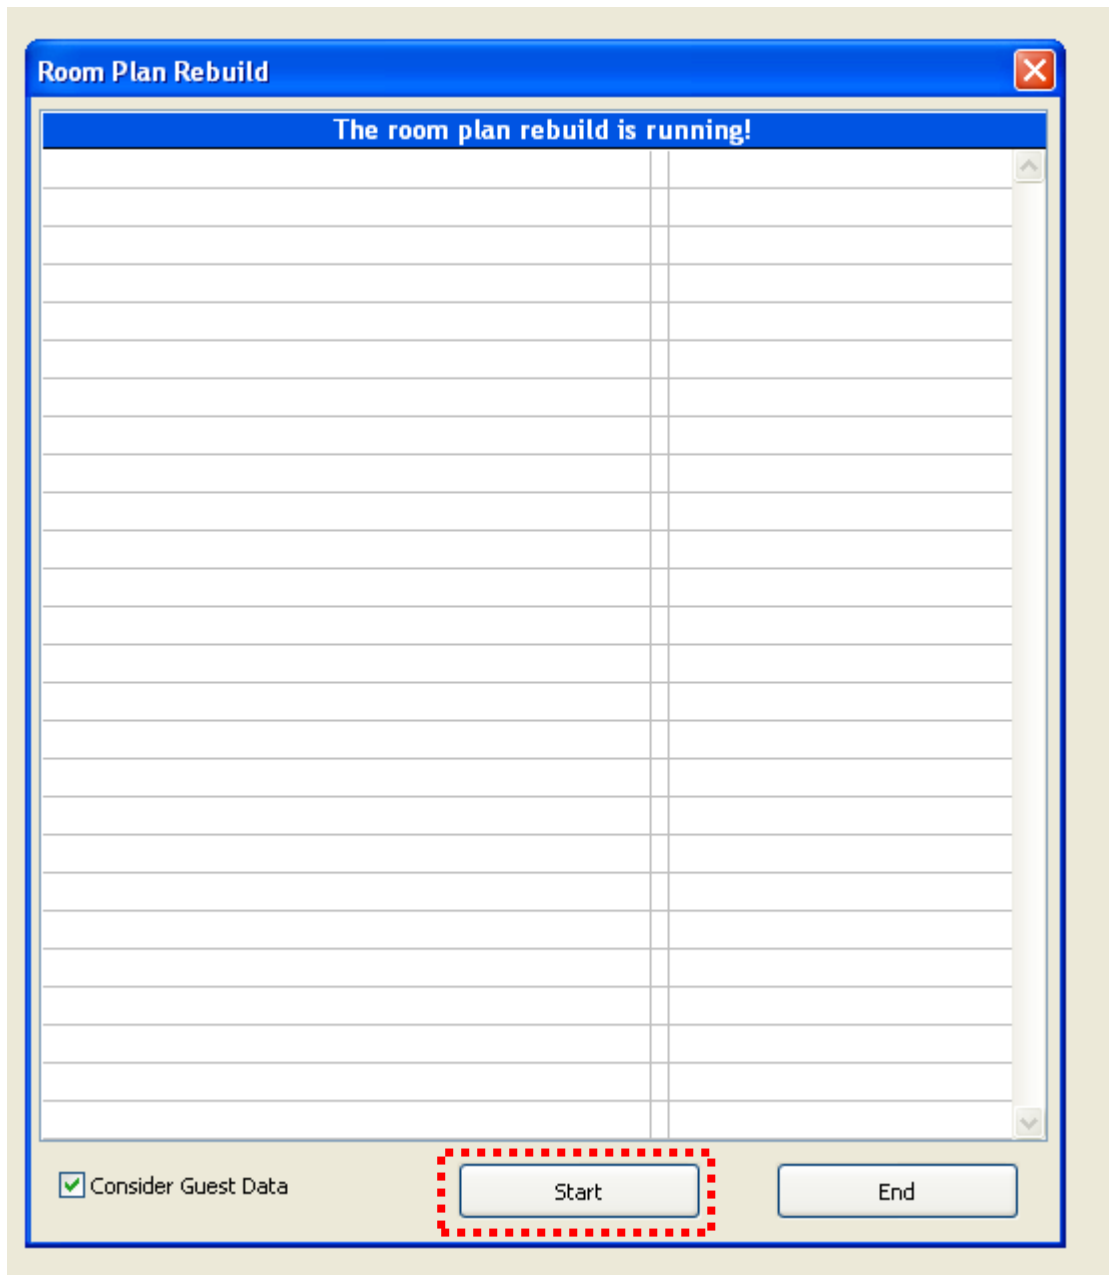 Room Plan Rebuild
The room plan rebuild is running!
Consider Guest Data
Start
End